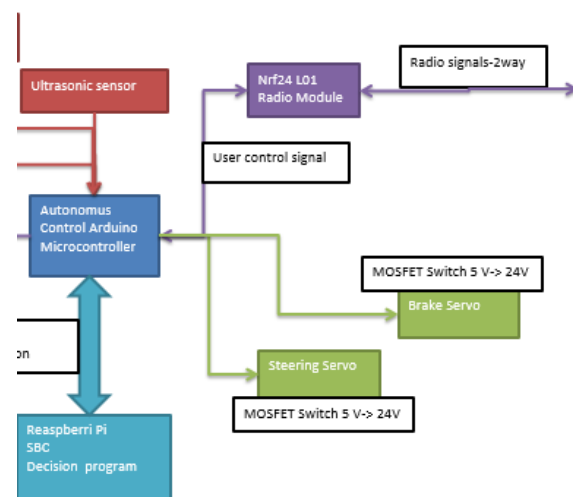 Ultrasonic sensor
Nrf24 L01
Radio Module
Radio signals-2way
User control signal
Autonomus
Control Arduino
Microcontroller
MOSFET Switch 5 V-> 24V
Brake Servo
on
Steering Servo
MOSFET Switch 5 V-> 24V
Reaspberri Pi
SBC
Decision program